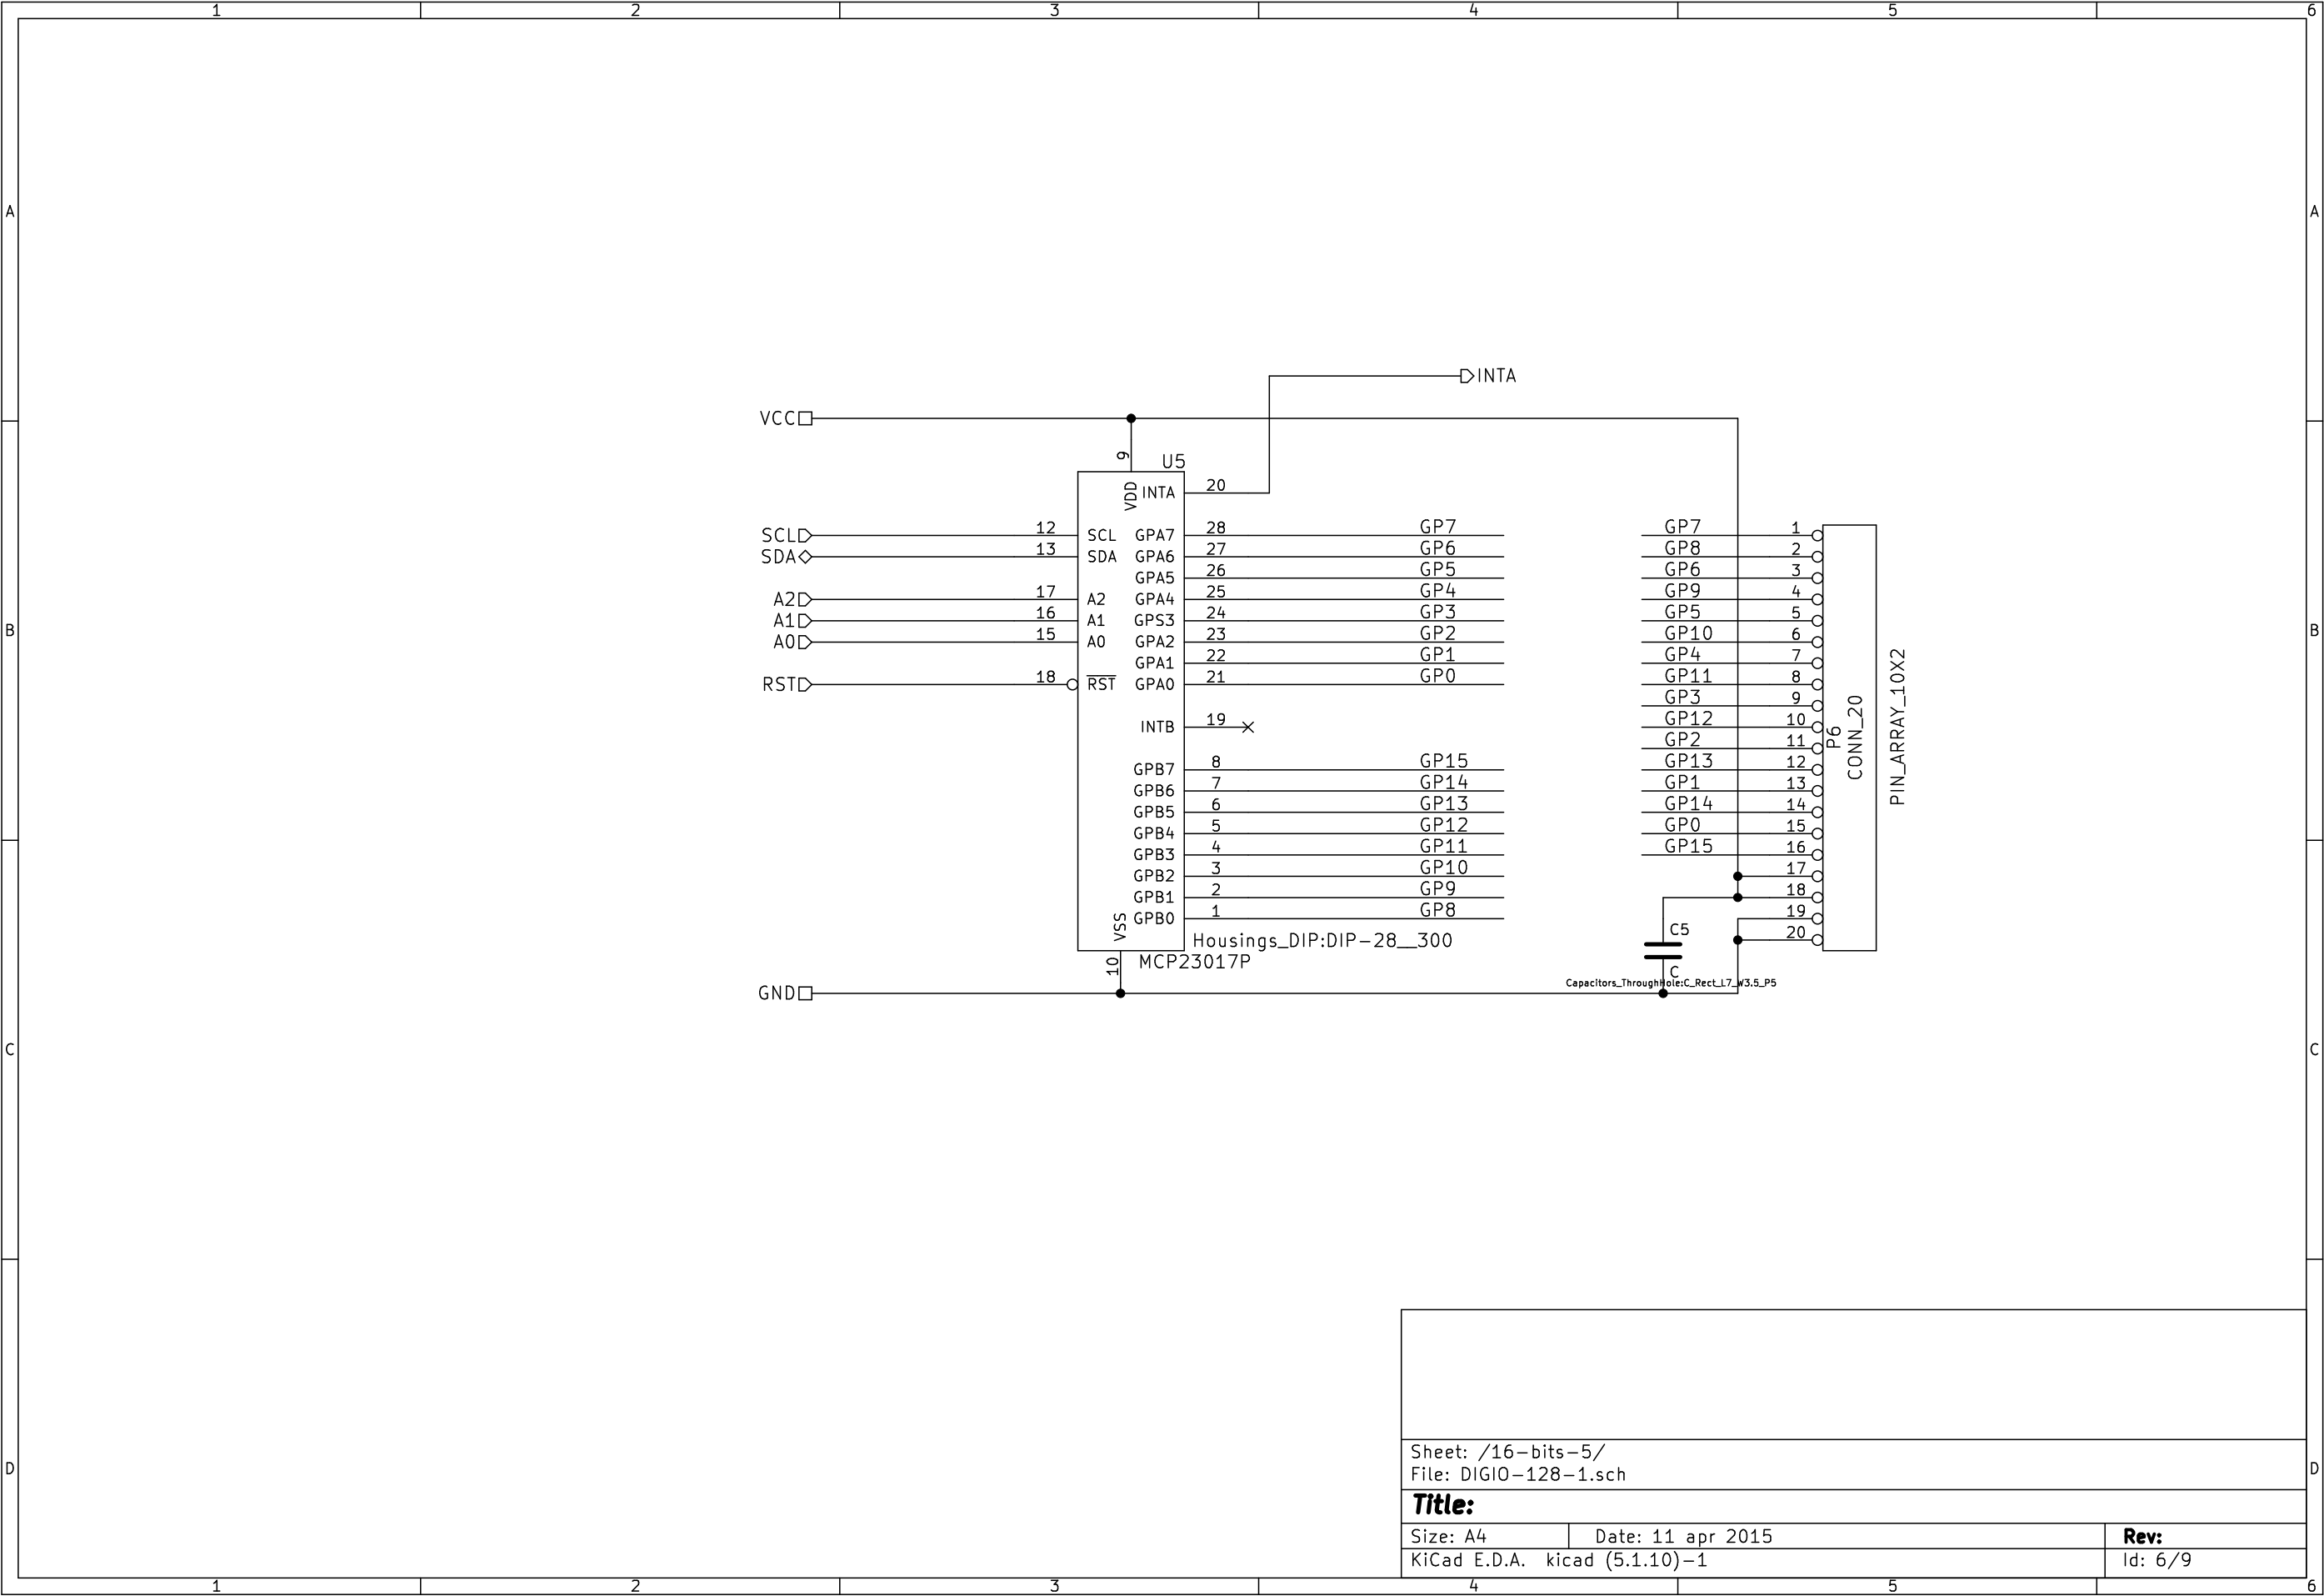 1 2 3 4 5 6
A A
INTA
VCC
9
U5
VDD INTA 20
SCL 12 SCL GPA7 28 GP7 GP7 1
SDA 13 SDA GPA6 27 GP6 GP8 2
GPA5 26 GP5 GP6 3
A2 17 A2 GPA4 25 GP4 GP9 4
A1 16 A1 GPS3 24 GP3 GP5 5
B B
A0 15 A0 GPA2 23 GP2 GP10 6
GPA1 22 GP1 GP4 7
RST 18 RST GPA0 21 GP0 GP11 8
GP3 9
INTB 19 GP12 10
GP2 11
P6
CONN_20
PIN_ARRAY_10X2
GPB7 8 GP15 GP13 12
GPB6 7 GP14 GP1 13
GPB5 6 GP13 GP14 14
GPB4 5 GP12 GP0 15
GPB3 4 GP11 GP15 16
GPB2 3 GP10 17
GPB1 2 GP9 18
VSS GPB0 1 GP8 19
C5
Housings_DIP:DIP-28__300 20
MCP23017P
10
C
Capacitors_ThroughHole:C_Rect_L7_W3.5_P5
GND
C C
Sheet: /16-bits-5/
File: DIGIO-128-1.sch
D D
Title:
Size: A4 Date: 11 apr 2015 Rev:
KiCad E.D.A. kicad (5.1.10)-1 Id: 6/9
1 2 3 4 5 6